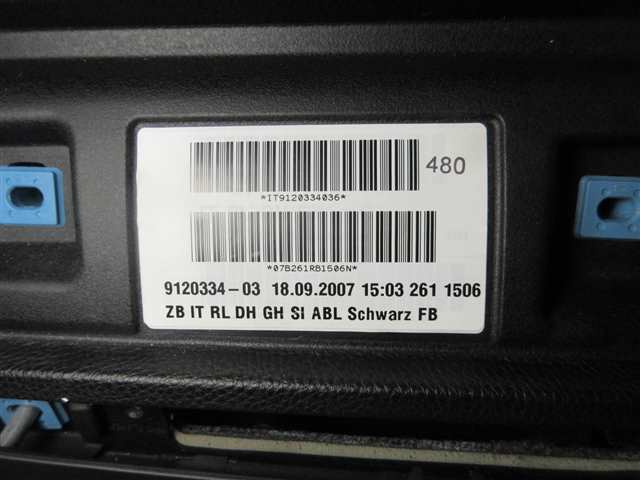 480
*IT9120334036*
*07B261RB1506N*
9120334-03 18.09.2007 15:03 261 1506
ZB IT RL DH GH SI ABL Schwarz FB